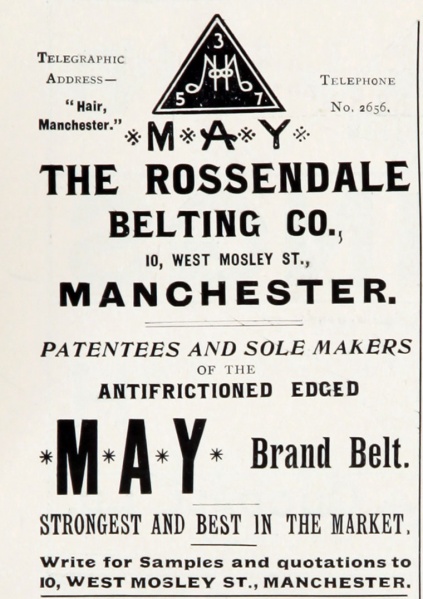 3
5 7
TELEGRAPHIC
ADDRESS—
"Hair,
Manchester."
TELEPHONE
No. 2656.
*M*A*Y*
THE ROSSENDALE
BELTING CO.,
10, WEST MOSLEY ST.,
MANCHESTER.
PATENTEES AND SOLE MAKERS
OF THE
ANTIFRICTIONED EDGED
*M*A*Y* Brand Belt.
STRONGEST AND BEST IN THE MARKET.
Write for Samples and quotations to
10, WEST MOSLEY ST., MANCHESTER.